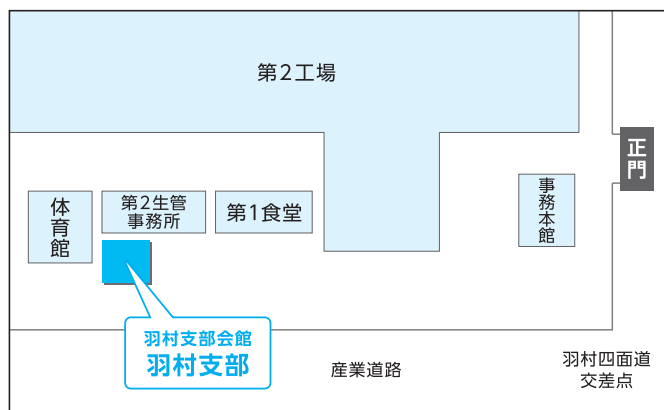 第2工場
正門
体育館
第2生管
事務所
第1食堂
事務本館
羽村支部会館
羽村支部
産業道路
羽村四面道
交差点